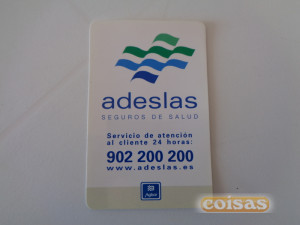 adeslas
SEGUROS DE SALUD
Servicio de atención
al cliente 24 horas:
902 200 200
www.adeslas.es
coisas